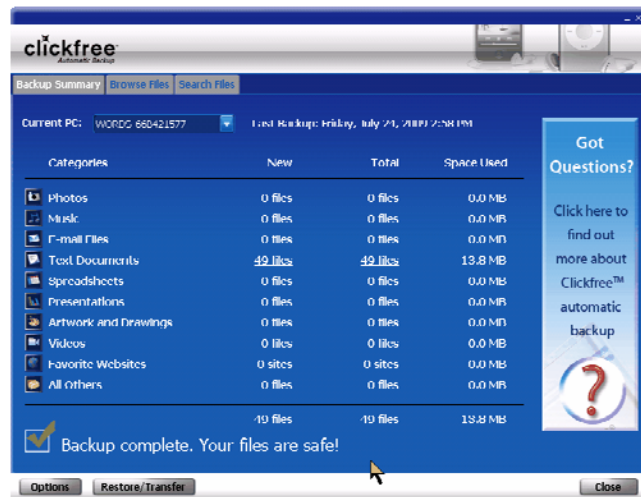 clickfree
Automatic Backup
Backup Summary Browse Files Search Files
Current PC: WORDS-66B421577 Last Backup: Friday, July 24, 2009 2:58 PM
Categories New Total Space Used
Photos 0 files 0 files 0.0 MB
Music 0 files 0 files 0.0 MB
E-mail Files 0 files 0 files 0.0 MB
Text Documents 49 files 49 files 13.8 MB
Spreadsheets 0 files 0 files 0.0 MB
Presentations 0 files 0 files 0.0 MB
Artwork and Drawings 0 files 0 files 0.0 MB
Videos 0 files 0 files 0.0 MB
Favorite Websites 0 sites 0 sites 0.0 MB
All Others 0 files 0 files 0.0 MB
49 files 49 files 13.8 MB
Backup complete. Your files are safe!
Got
Questions?
Click here to
find out
more about
Clickfree™
automatic
backup
Options Restore/Transfer Close